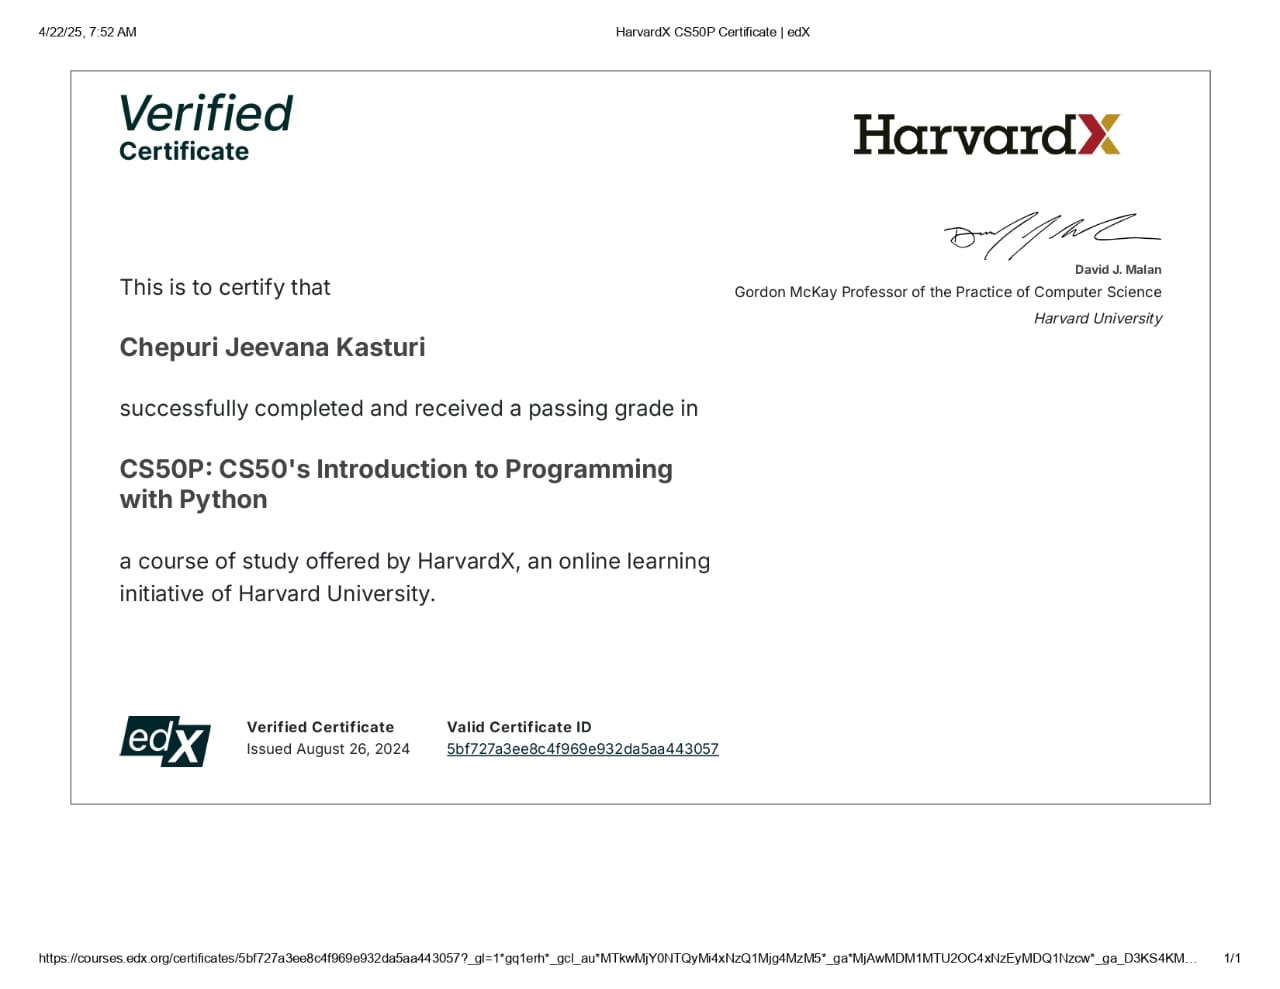 4/22/25, 7:52 AM
HarvardX CS50P Certificate | edX
Verified
Certificate
HarvardX
David J. Malan
Gordon McKay Professor of the Practice of Computer Science
Harvard University
This is to certify that
Chepuri Jeevana Kasturi
successfully completed and received a passing grade in
CS50P: CS50's Introduction to Programming
with Python
a course of study offered by HarvardX, an online learning
initiative of Harvard University.
edX
Verified Certificate
Issued August 26, 2024
Valid Certificate ID
5bf727a3ee8c4f969e932da5aa443057
https://courses.edx.org/certificates/5bf727a3ee8c4f969e932da5aa443057?_gl=1*gq1erh*_gcl_au*MTkwMjY0NTQyMi4xNzQ1Mjg4MzM5*_ga*MjAwMDM1MTU2OC4xNzEyMDQ1Nzcw*_ga_D3KS4KM...
1/1